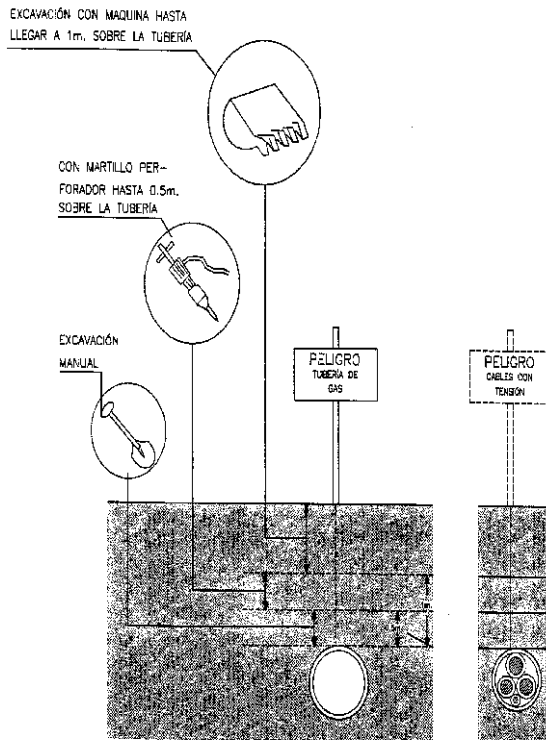 EXCAVACIÓN CON MAQUINA HASTA
LLEGAR A 1m. SOBRE LA TUBERÍA
CON MARTILLO PER-
FORADOR HASTA 0.5m.
SOBRE LA TUBERÍA
EXCAVACIÓN
MANUAL
PELIGRO
TUBERÍA DE
GAS
PELIGRO
CABLES CON
TENSIÓN